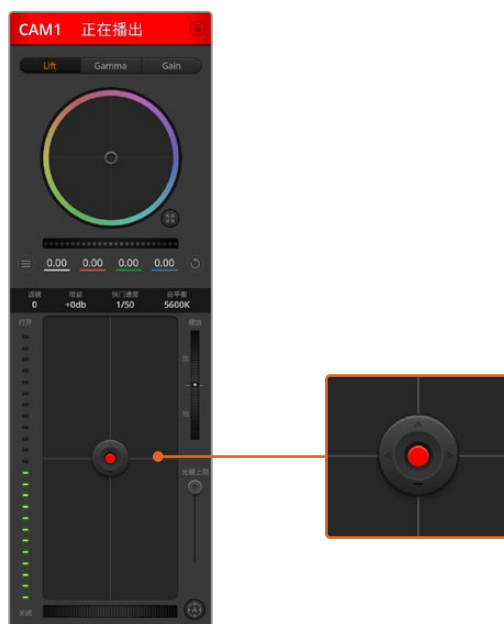 CAM1 正在播出
Lift Gamma Gain
0.00 0.00 0.00 0.00
滤镜 增益 快门速度 白平衡
0 +0db 1/50 5600K
打开 缩放
光圈上限
关闭